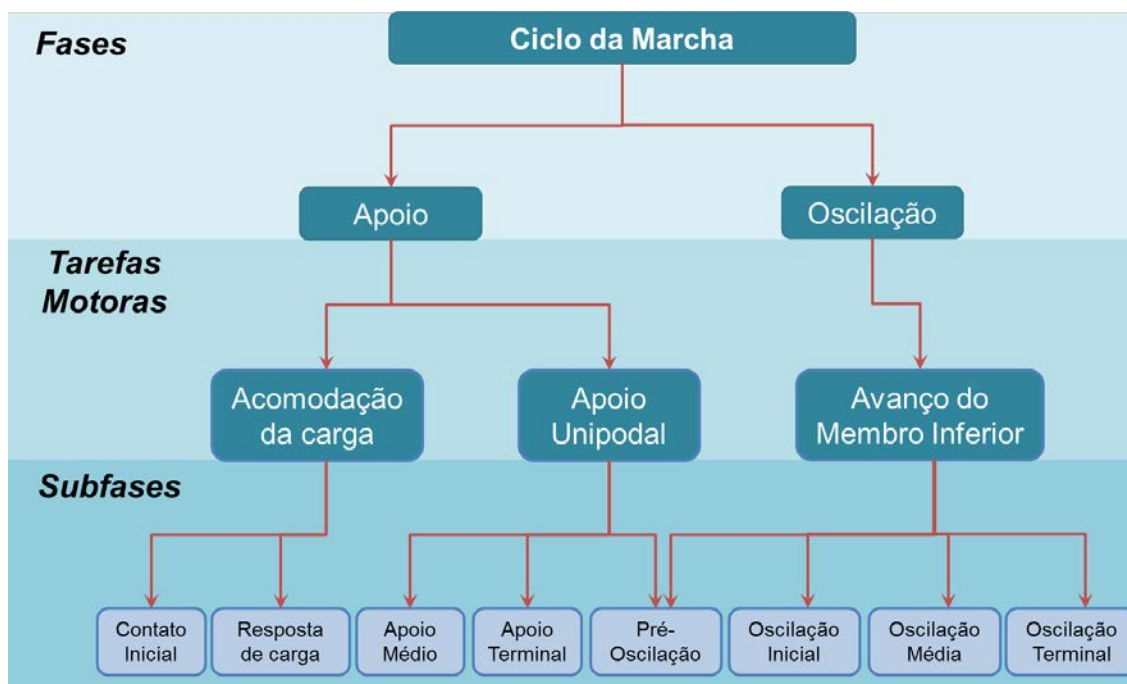 Fases
Ciclo da Marcha
Apoio
Oscilação
Tarefas
Motoras
Acomodação
da carga
Apoio
Unipodal
Avanço do
Membro Inferior
Subfases
Contato
Inicial
Resposta
de carga
Apoio
Médio
Apoio
Terminal
Pré-
Oscilação
Oscilação
Inicial
Oscilação
Média
Oscilação
Terminal